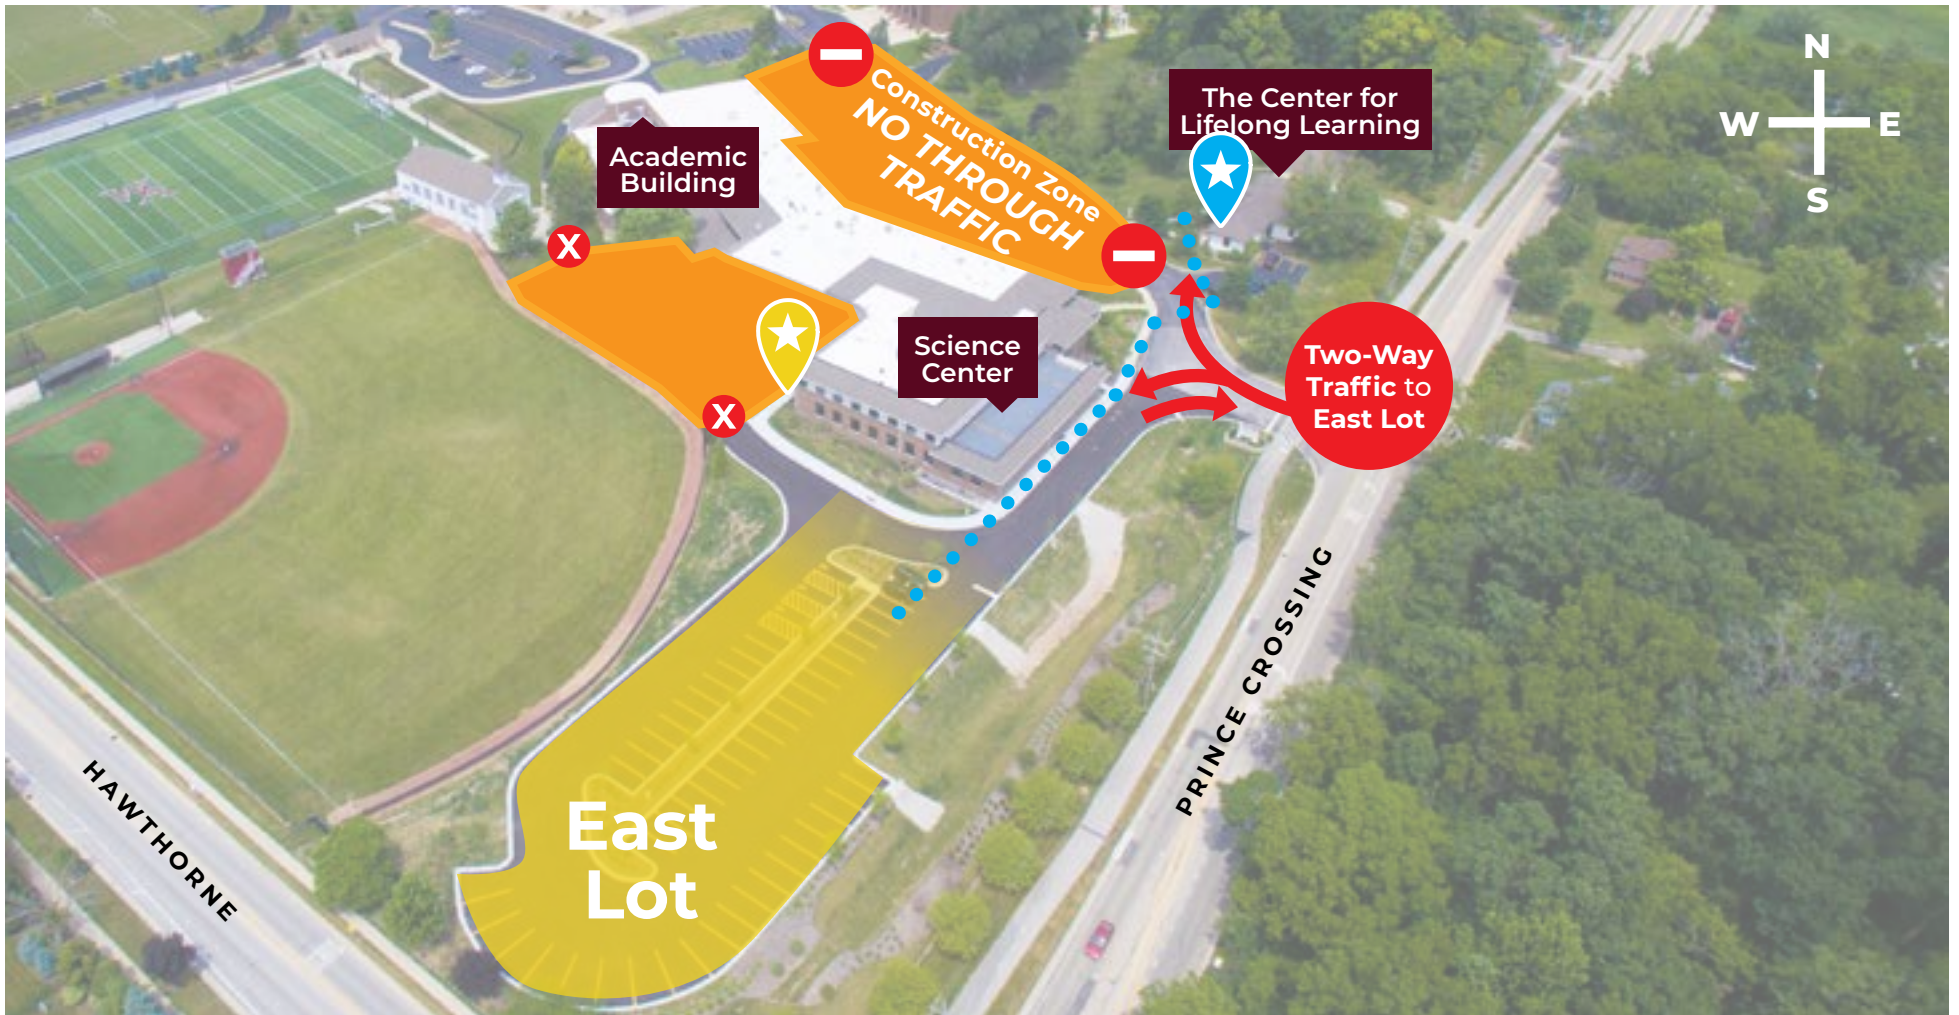 Construction Zone
NO THROUGH
TRAFFIC
The Center for
Lifelong Learning
N
W
E
S
Academic
Building
X
X
Science
Center
Two-Way
Traffic to
East Lot
PRINCE CROSSING
HAWTHORNE
East
Lot